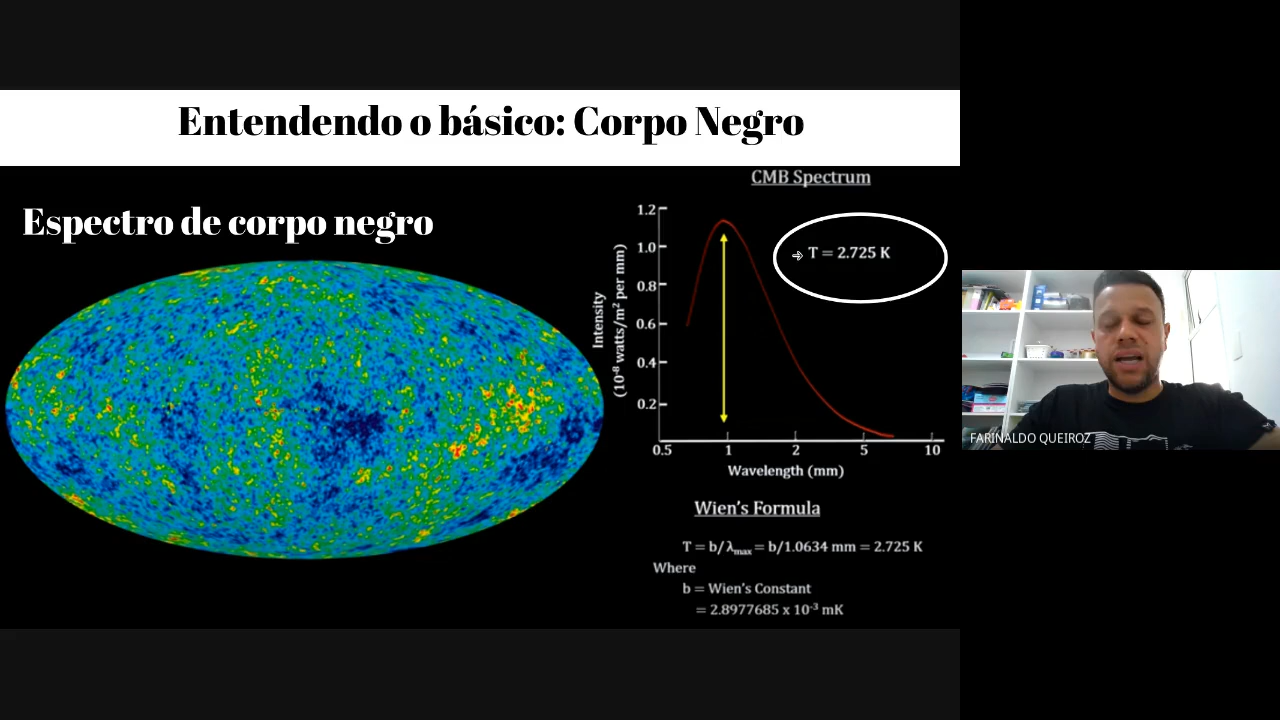 Entendendo o básico: Corpo Negro
Espectro de corpo negro
CMB Spectrum
1.2
1.0
0.8
0.6
0.4
0.2
Intensity
(10⁻⁸ watts/m² per mm)
⇒ T = 2.725 K
0.5 1 2 5 10
Wavelength (mm)
Wien's Formula
T = b/λmax = b/1.0634 mm = 2.725 K
Where
b = Wien's Constant
= 2.8977685 x 10⁻³ mK
FARINALDO QUEIROZ